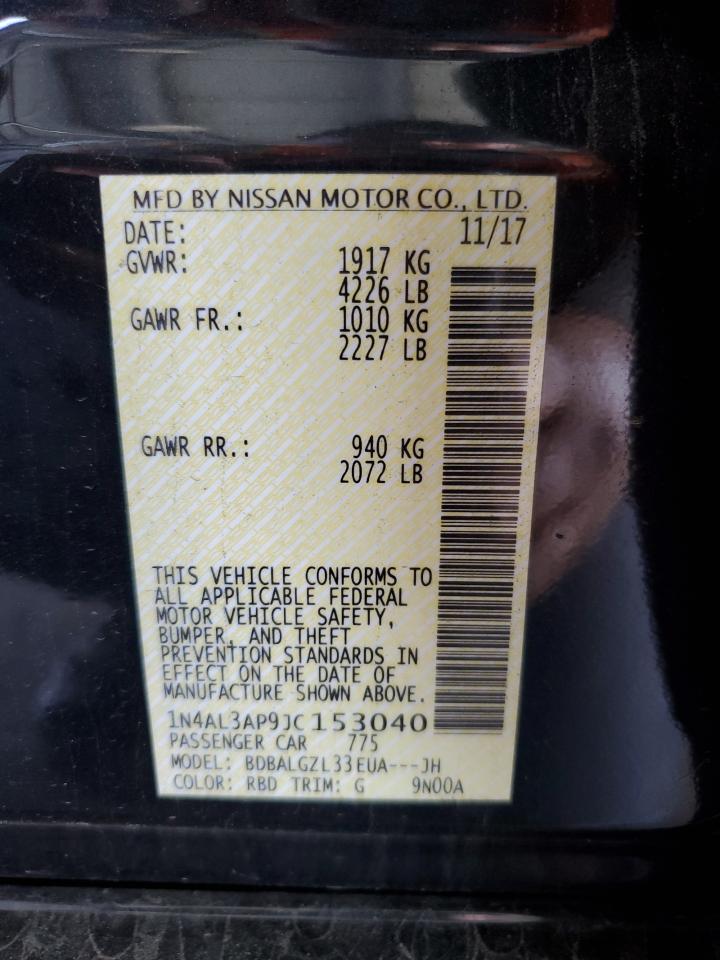 MFD BY NISSAN MOTOR CO., LTD.
DATE: 11/17
GVWR: 1917 KG
4226 LB
GAWR FR.: 1010 KG
2227 LB
GAWR RR.: 940 KG
2072 LB
THIS VEHICLE CONFORMS TO
ALL APPLICABLE FEDERAL
MOTOR VEHICLE SAFETY,
BUMPER, AND THEFT
PREVENTION STANDARDS IN
EFFECT ON THE DATE OF
MANUFACTURE SHOWN ABOVE.
1N4AL3AP9JC153040
PASSENGER CAR 775
MODEL: BDBALGZL33EUA---JH
COLOR: RBD TRIM: G 9N00A